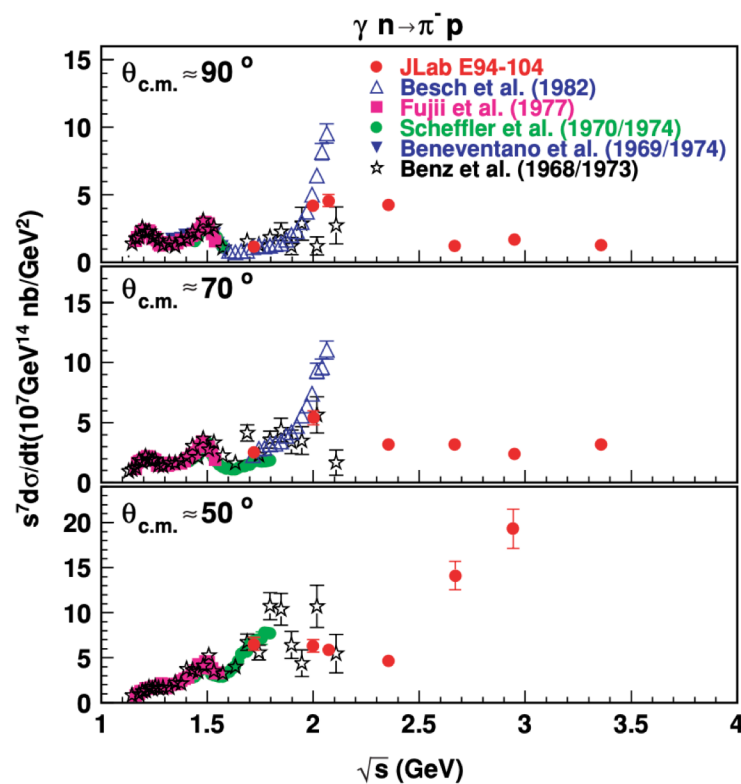 γ n→π⁻p
θc.m. ≈ 90 °
JLab E94-104
Besch et al. (1982)
Fujii et al. (1977)
Scheffler et al. (1970/1974)
Beneventano et al. (1969/1974)
Benz et al. (1968/1973)
15
10
5
0
θc.m. ≈ 70 °
15
10
5
0
θc.m. ≈ 50 °
20
15
10
5
0
s⁷dσ/dt(10⁷GeV¹⁴ nb/GeV²)
1 1.5 2 2.5 3 3.5 4
√s (GeV)